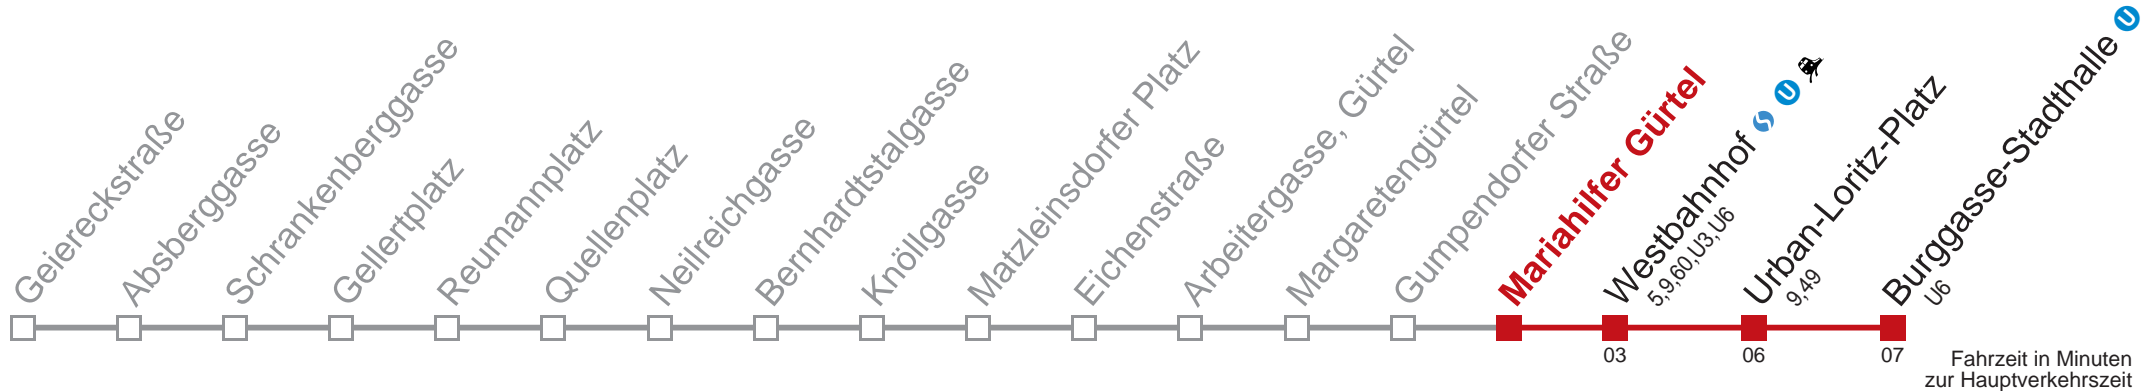 Geiereckstraße
Absberggasse
Schrankenberggasse
Gellertplatz
Reumannplatz
Quellenplatz
Neilreichgasse
Bernhardtstalgasse
Knöllgasse
Matzleinsdorfer Platz
Eichenstraße
Arbeitergasse, Gürtel
Margaretengürtel
Gumpendorfer Straße
Mariahilfer Gürtel
Westbahnhof S U
5,9,60,U3,U6
Urban-Loritz-Platz
9,49
Burggasse-Stadthalle U
U6
03
06
07
Fahrzeit in Minuten
zur Hauptverkehrszeit